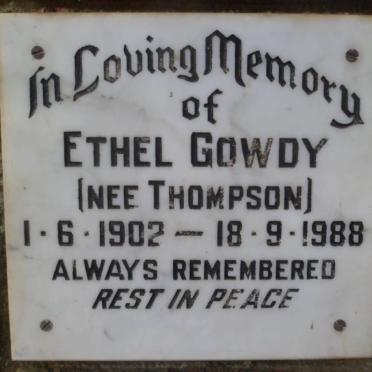 In Loving Memory
of
ETHEL GOWDY
(NEE THOMPSON)
1·6·1902 — 18·9·1988
ALWAYS REMEMBERED
REST IN PEACE